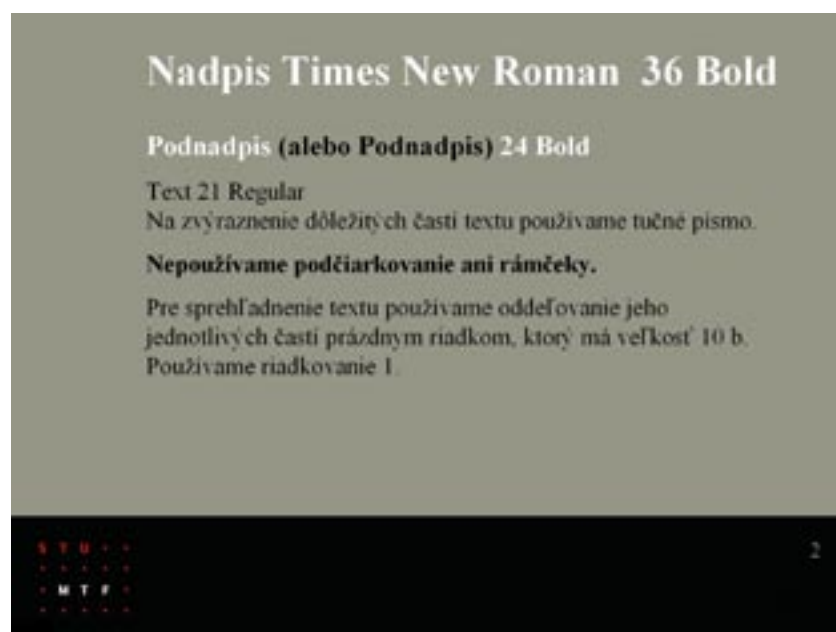 Nadpis Times New Roman 36 Bold
Podnadpis (alebo Podnadpis) 24 Bold
Text 21 Regular
Na zvýraznenie dôležitých častí textu používame tučné písmo.
Nepoužívame podčiarkovanie ani rámčeky.
Pre sprehľadnenie textu používame oddeľovanie jeho
jednotlivých častí prázdnym riadkom, ktorý má veľkosť 10 b.
Používame riadkovanie 1.
S T U
M T F
2